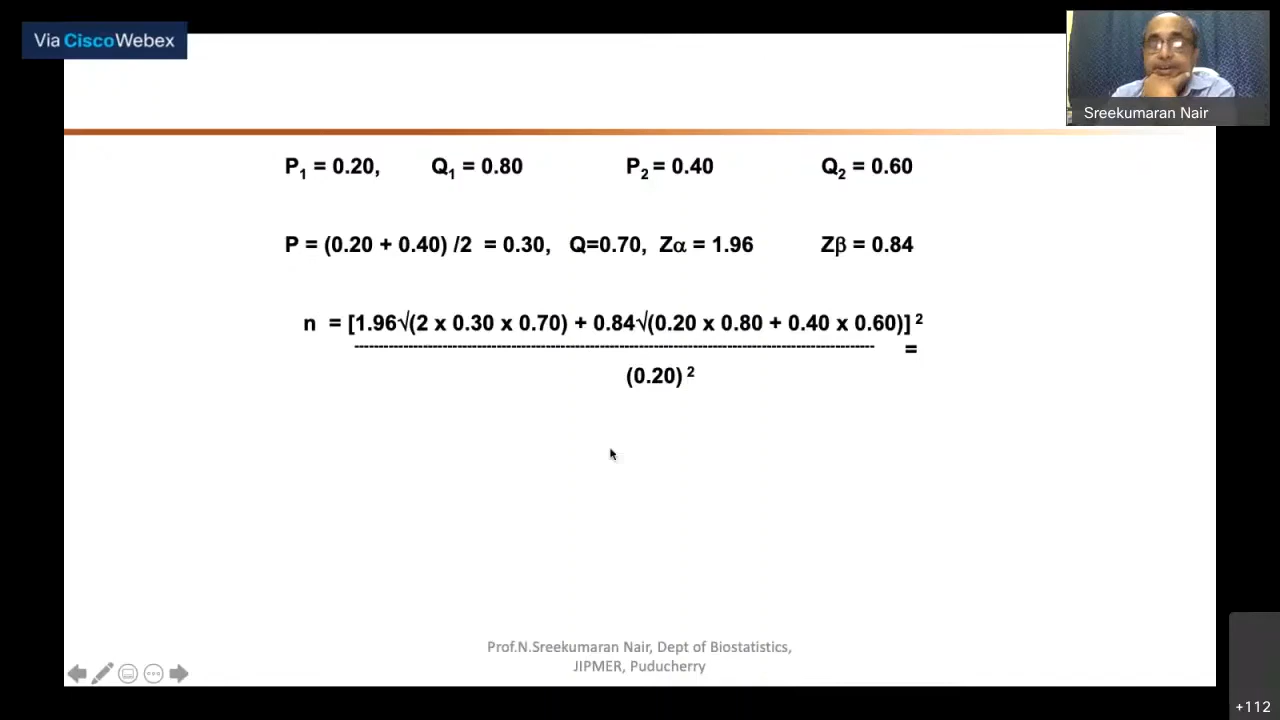 Via CiscoWebex
Sreekumaran Nair
P₁ = 0.20, Q₁ = 0.80 P₂ = 0.40 Q₂ = 0.60
P = (0.20 + 0.40) /2 = 0.30, Q=0.70, Zα = 1.96 Zβ = 0.84
n = [1.96√(2 x 0.30 x 0.70) + 0.84√(0.20 x 0.80 + 0.40 x 0.60)] ²
=
(0.20) ²
Prof.N.Sreekumaran Nair, Dept of Biostatistics,
JIPMER, Puducherry
+112